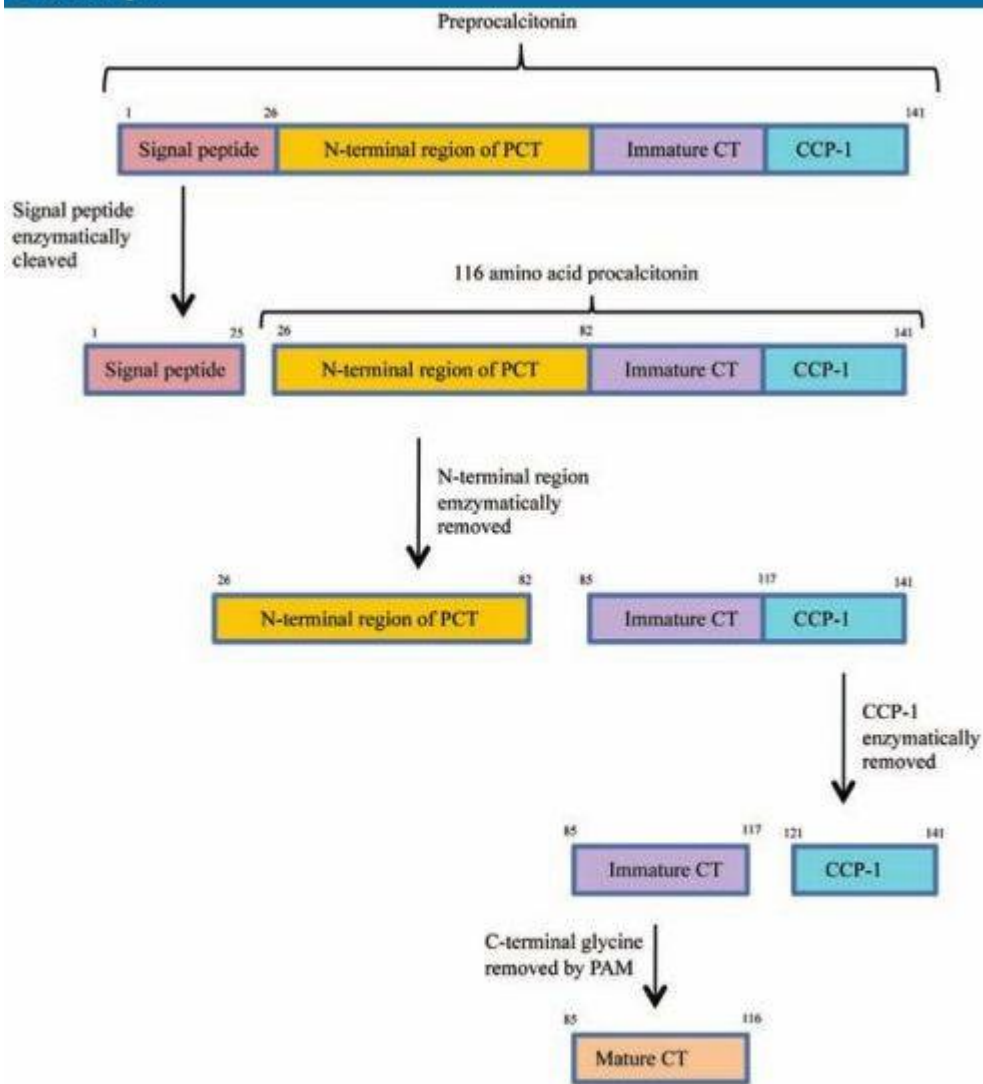 Preprocalcitonin
1 26 141
Signal peptide N-terminal region of PCT Immature CT CCP-1
Signal peptide
enzymatically
cleaved
116 amino acid procalcitonin
1 25 26 82 141
Signal peptide N-terminal region of PCT Immature CT CCP-1
N-terminal region
emzymatically
removed
26 82 85 117 141
N-terminal region of PCT Immature CT CCP-1
CCP-1
enzymatically
removed
85 117 121 141
Immature CT CCP-1
C-terminal glycine
removed by PAM
85 116
Mature CT